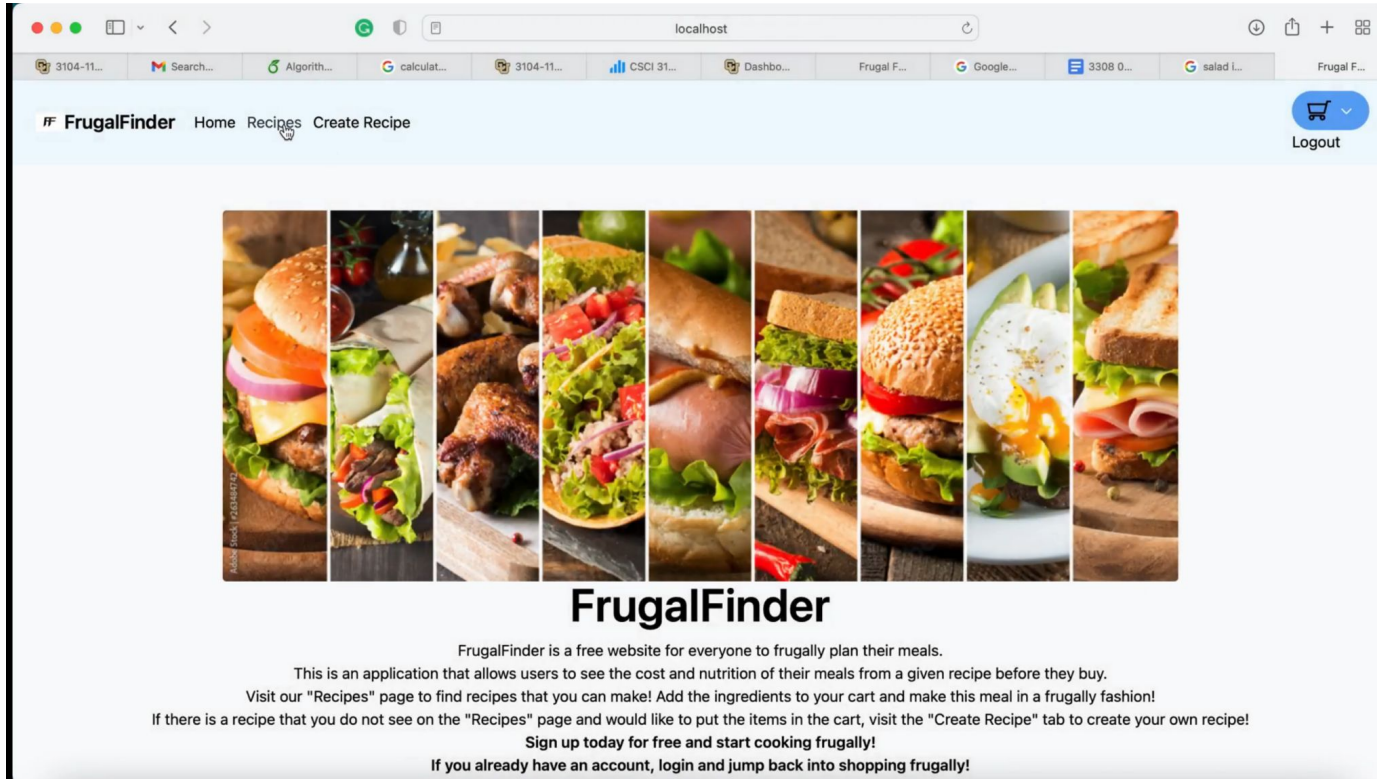 localhost
3104-11...
Search...
Algorith...
calculat...
3104-11...
CSCI 31...
Dashbo...
Frugal F...
Google...
3308 0...
salad i...
Frugal F...
FF FrugalFinder Home Recipes Create Recipe
Logout
Adobe Stock | #263484742
FrugalFinder
FrugalFinder is a free website for everyone to frugally plan their meals.
This is an application that allows users to see the cost and nutrition of their meals from a given recipe before they buy.
Visit our "Recipes" page to find recipes that you can make! Add the ingredients to your cart and make this meal in a frugally fashion!
If there is a recipe that you do not see on the "Recipes" page and would like to put the items in the cart, visit the "Create Recipe" tab to create your own recipe!
Sign up today for free and start cooking frugally!
If you already have an account, login and jump back into shopping frugally!